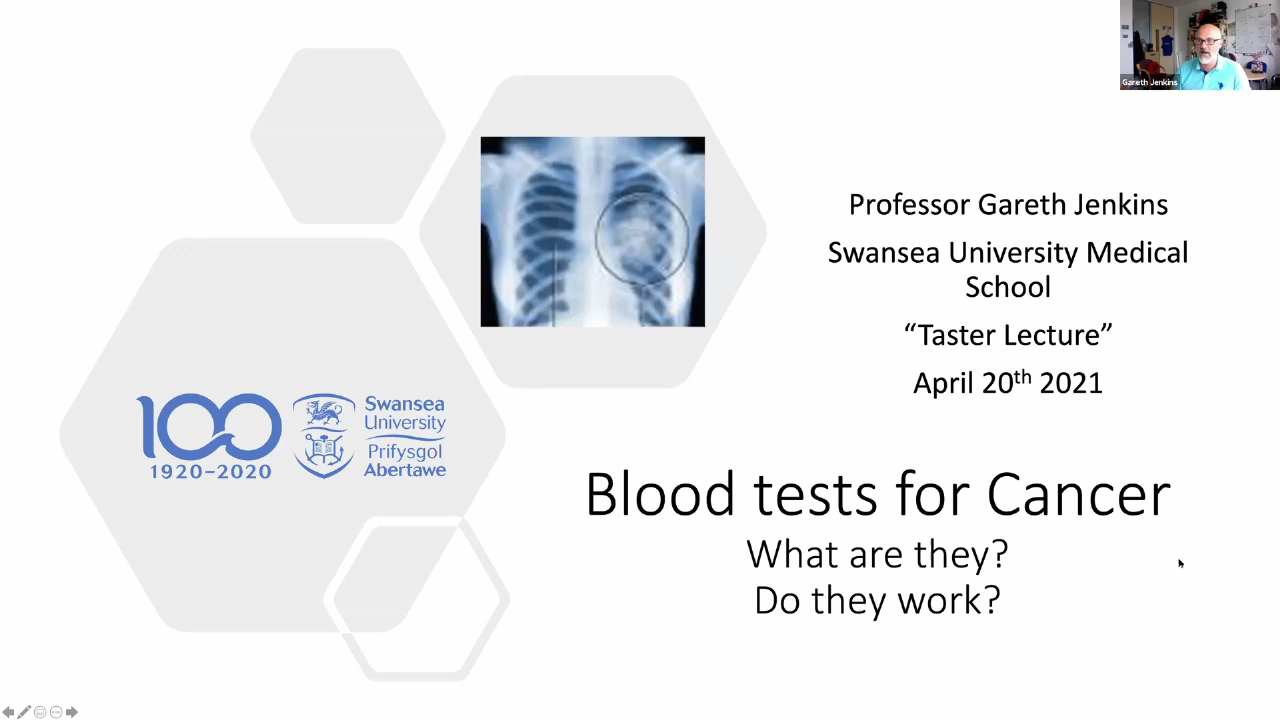 Gareth Jenkins
Professor Gareth Jenkins
Swansea University Medical
School
“Taster Lecture”
April 20th 2021
100
1920-2020
Swansea
University
Prifysgol
Abertawe
Blood tests for Cancer
What are they?
Do they work?